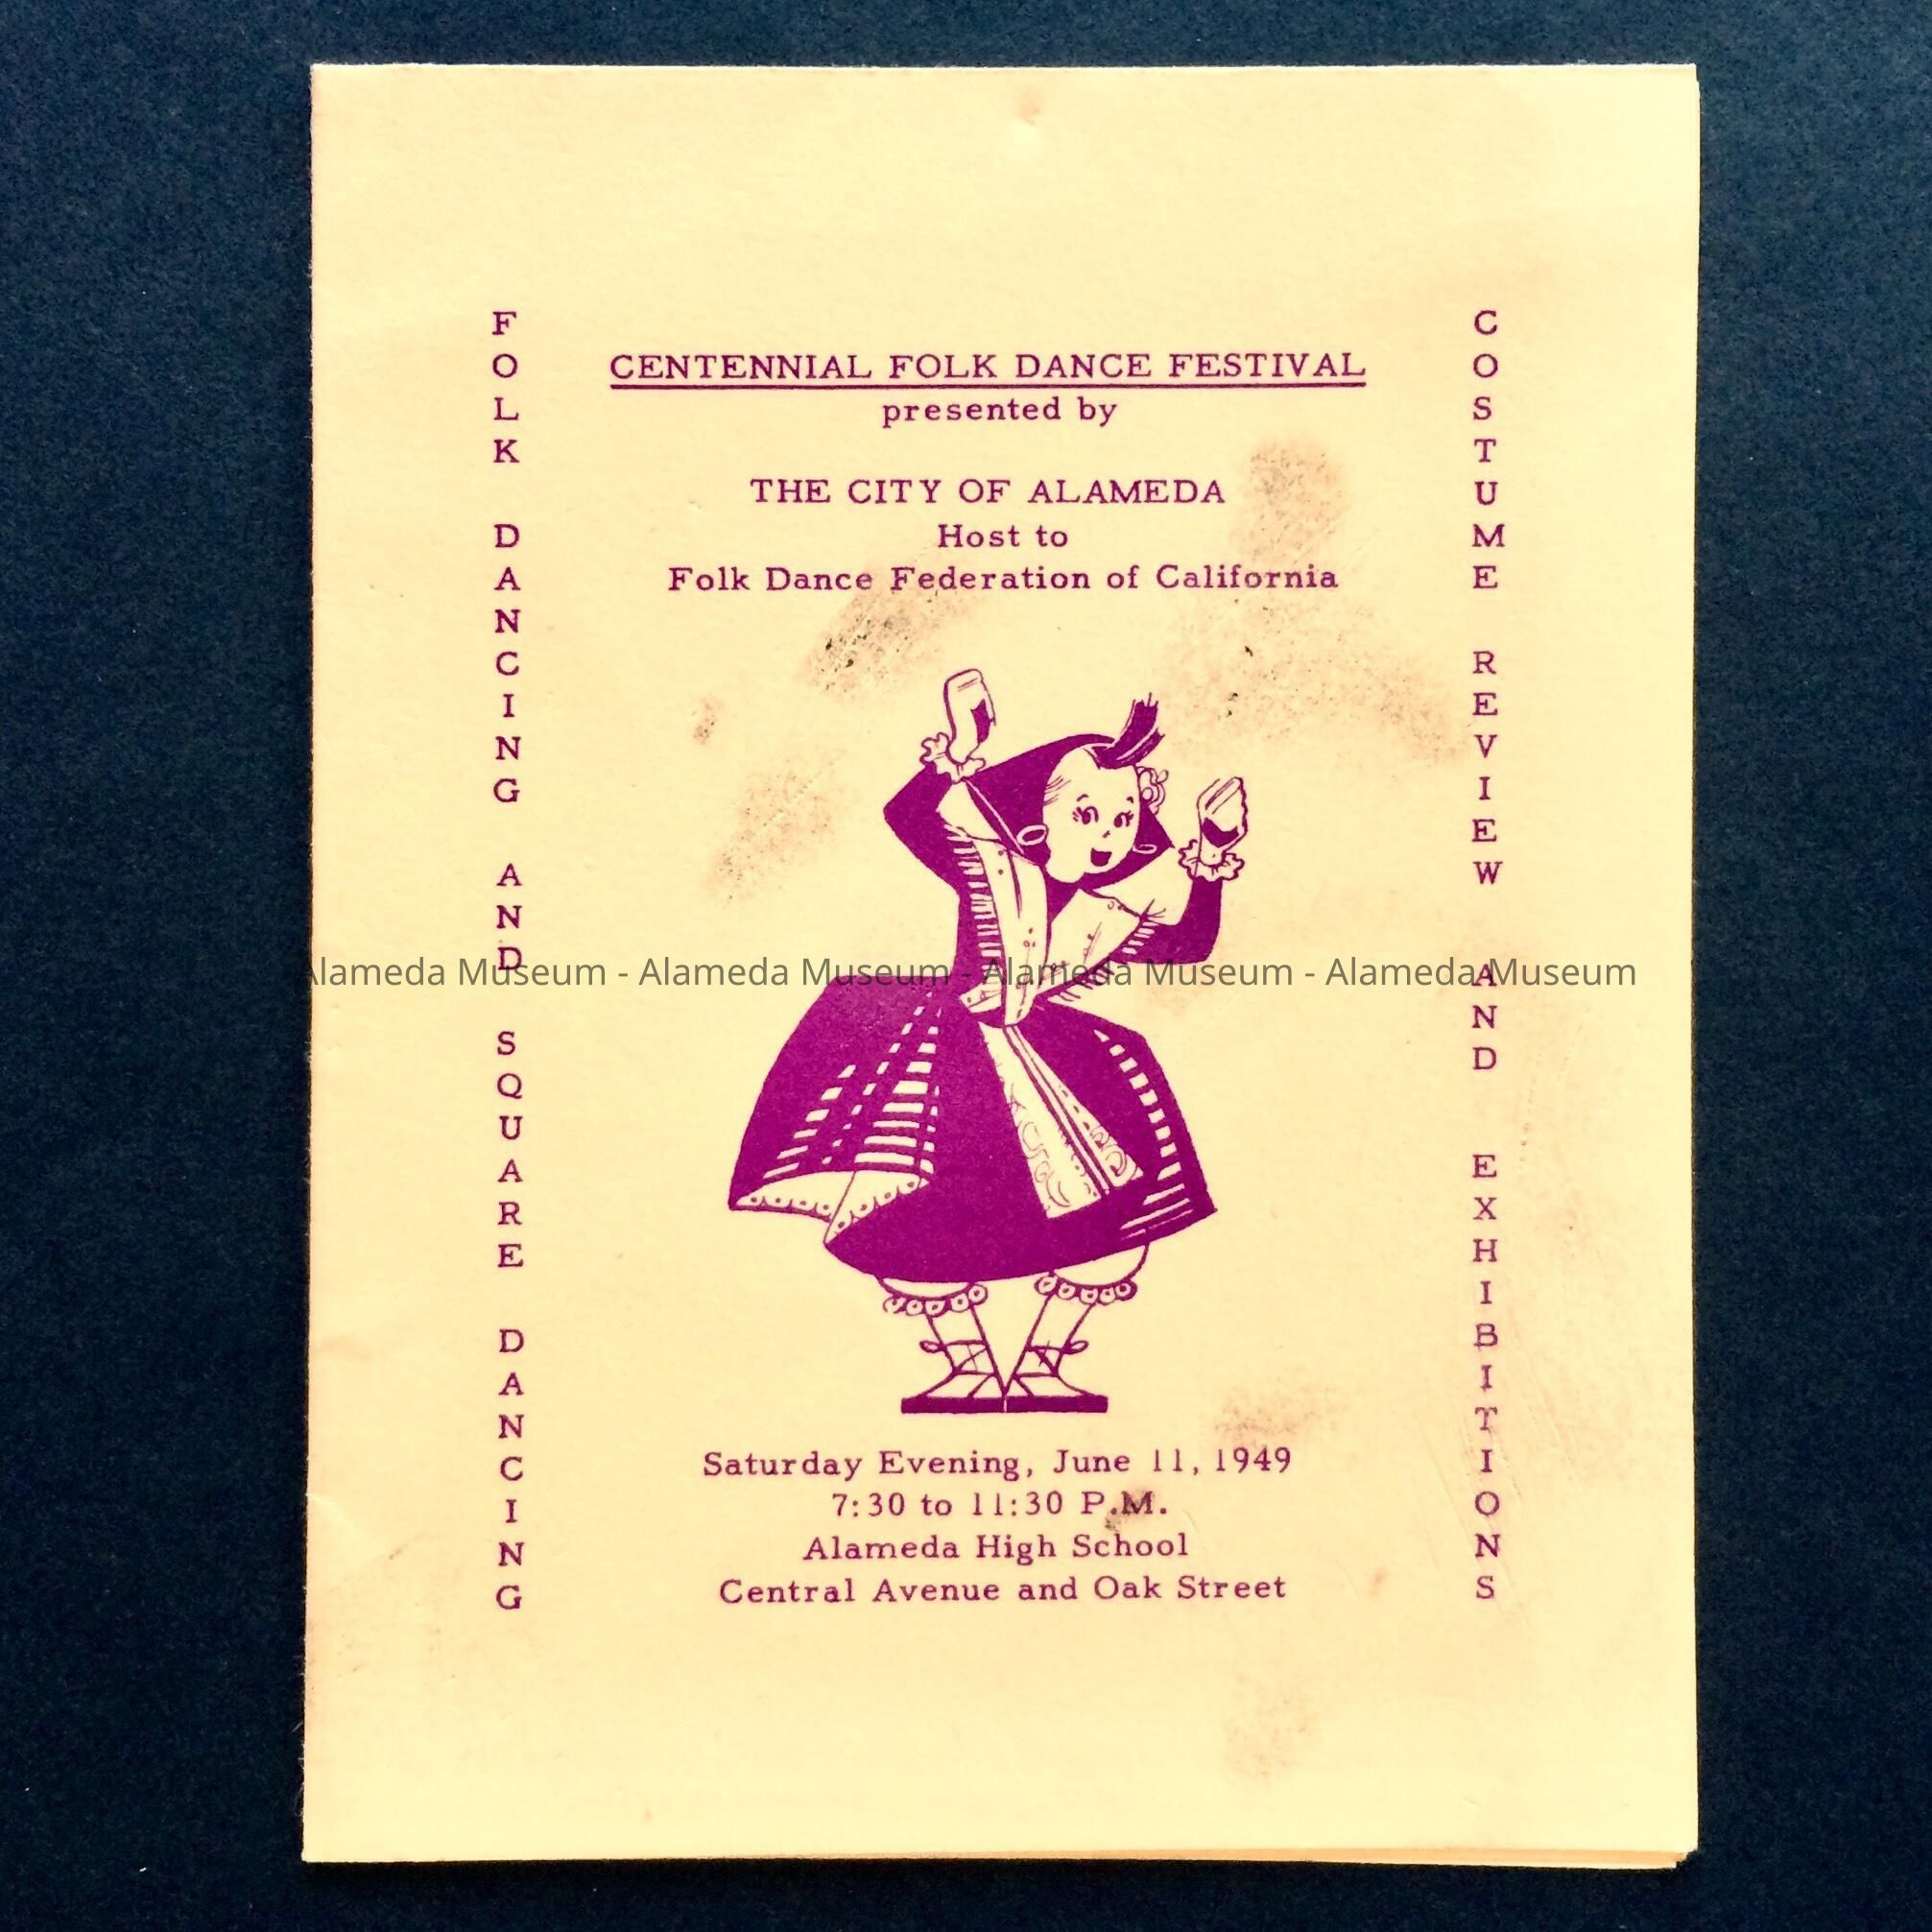 FOLK DANCING AND SQUARE DANCING
CENTENNIAL FOLK DANCE FESTIVAL
presented by
THE CITY OF ALAMEDA
Host to
Folk Dance Federation of California
Saturday Evening, June 11, 1949
7:30 to 11:30 P.M.
Alameda High School
Central Avenue and Oak Street
COSTUME REVIEW AND EXHIBITIONS
Alameda Museum - Alameda Museum - Alameda Museum - Alameda Museum